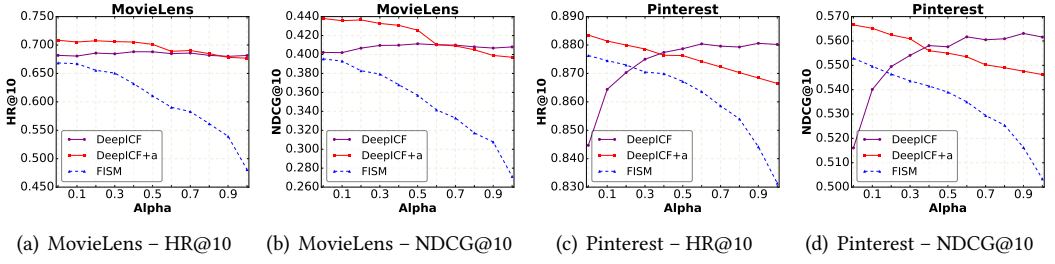 MovieLens
0.750
0.700
0.650
0.600
0.550
0.500
0.450
HR@10
DeepICF
DeepICF+a
FISM
0.1 0.3 0.5 0.7 0.9
Alpha
(a) MovieLens – HR@10
MovieLens
0.440
0.420
0.400
0.380
0.360
0.340
0.320
0.300
0.280
0.260
NDCG@10
DeepICF
DeepICF+a
FISM
0.1 0.3 0.5 0.7 0.9
Alpha
(b) MovieLens – NDCG@10
Pinterest
0.890
0.880
0.870
0.860
0.850
0.840
0.830
HR@10
DeepICF
DeepICF+a
FISM
0.1 0.3 0.5 0.7 0.9
Alpha
(c) Pinterest – HR@10
Pinterest
0.570
0.560
0.550
0.540
0.530
0.520
0.510
0.500
NDCG@10
DeepICF
DeepICF+a
FISM
0.1 0.3 0.5 0.7 0.9
Alpha
(d) Pinterest – NDCG@10